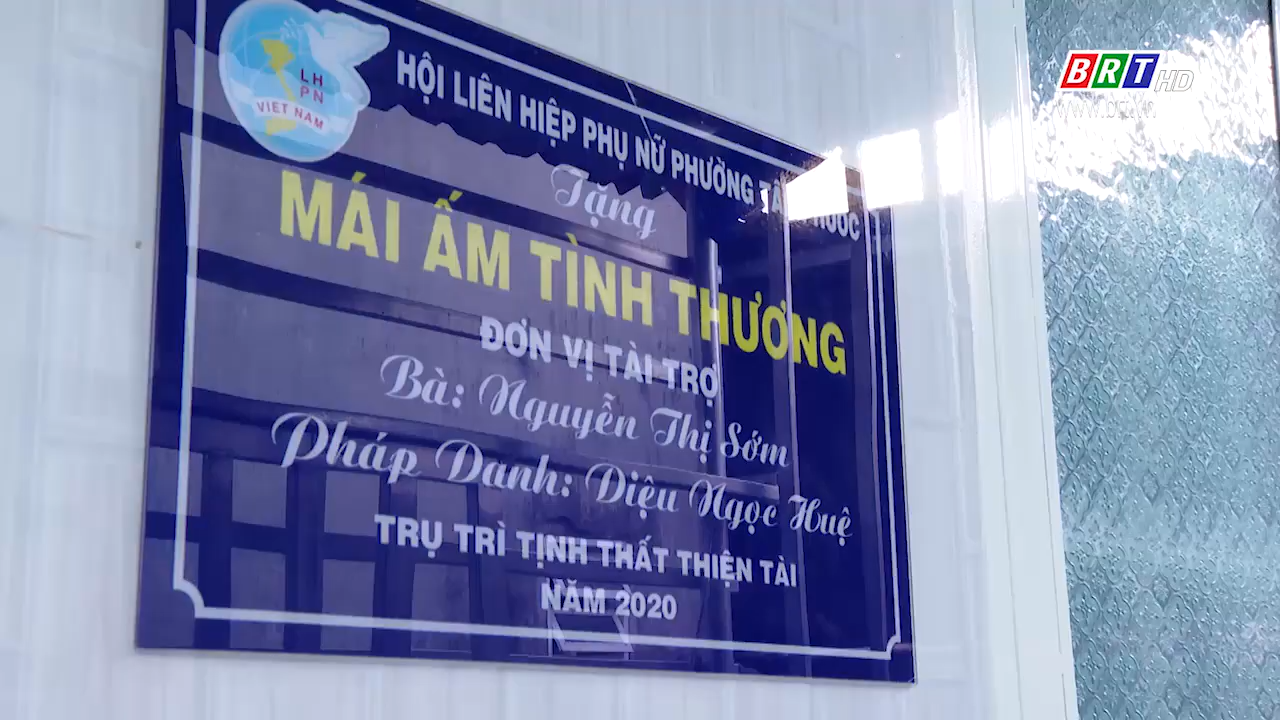 BRT HD
LH
PN
VIET NAM
HỘI LIÊN HIỆP PHỤ NỮ PHƯỜNG
Tặng
MÁI ẤM TÌNH THƯƠNG
ĐƠN VỊ TÀI TRỢ
Bà: Nguyễn Thị Sớm
Pháp Danh: Diệu Ngọc Huệ
TRỤ TRÌ TỊNH THẤT THIỆN TÀI
NĂM 2020